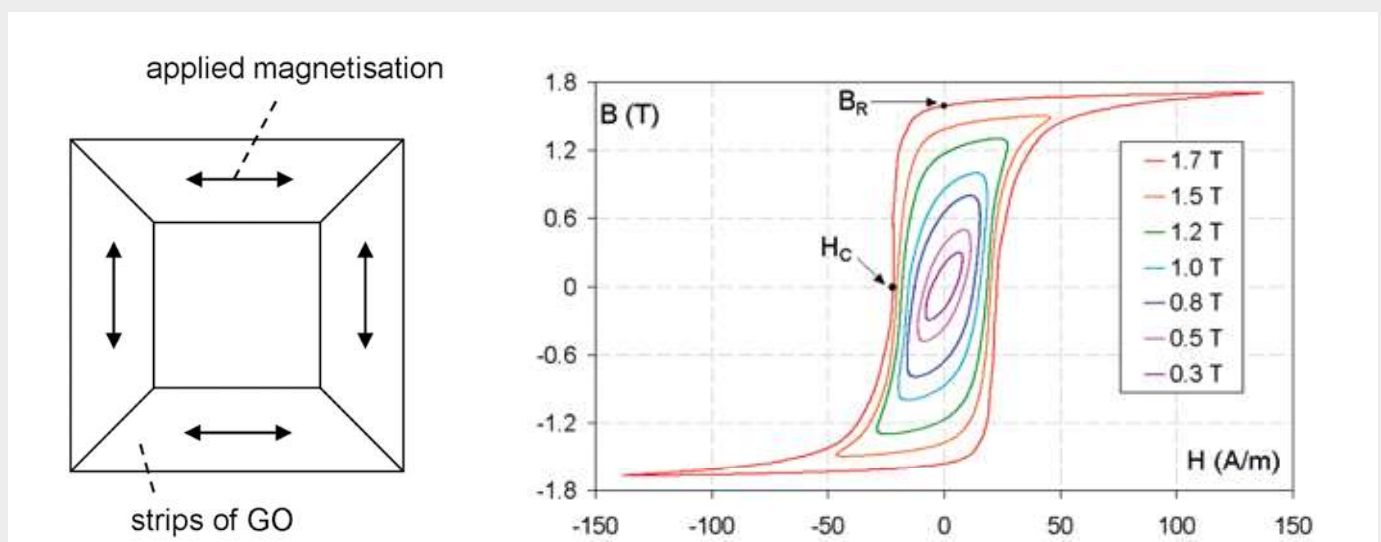 applied magnetisation
strips of GO
B (T)
B_R
H_C
H (A/m)
1.8
1.2
0.6
0
-0.6
-1.2
-1.8
-150
-100
-50
0
50
100
150
1.7 T
1.5 T
1.2 T
1.0 T
0.8 T
0.5 T
0.3 T